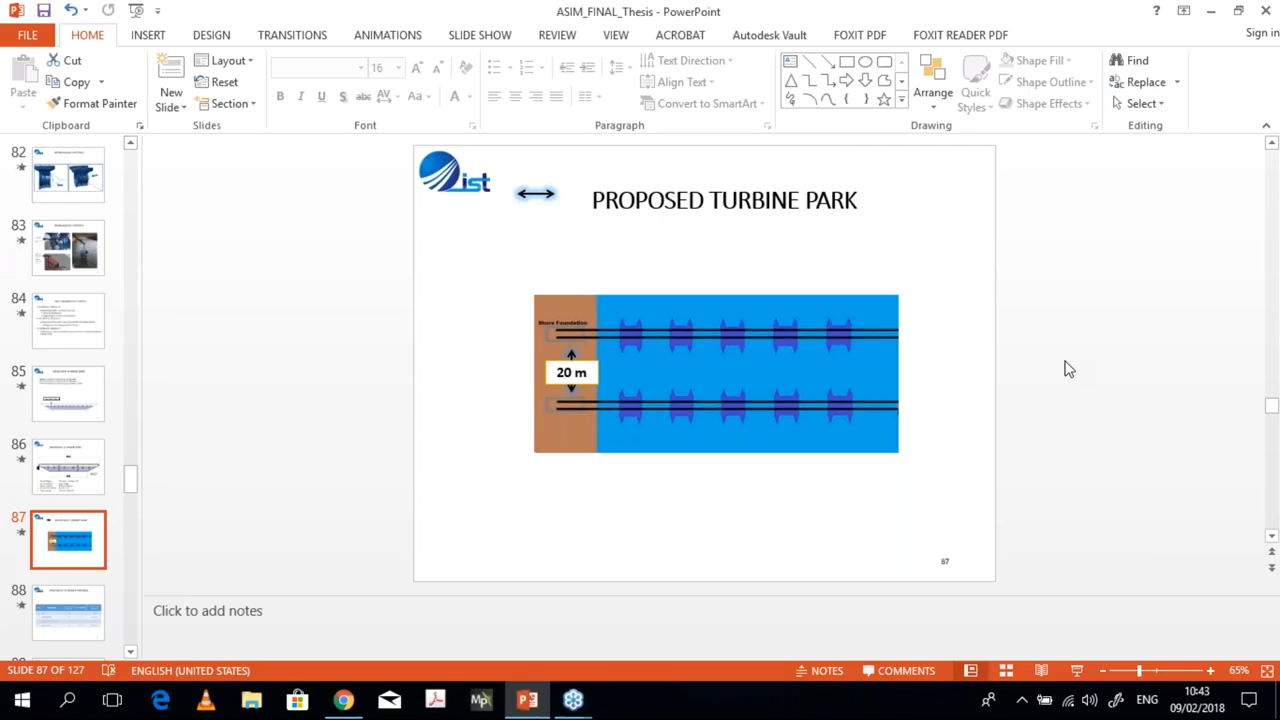 ASIM_FINAL_Thesis - PowerPoint
?
Sign in
FILE
HOME
INSERT
DESIGN
TRANSITIONS
ANIMATIONS
SLIDE SHOW
REVIEW
VIEW
ACROBAT
Autodesk Vault
FOXIT PDF
FOXIT READER PDF
Paste
Cut
Copy
Format Painter
Clipboard
New
Slide
Layout
Reset
Section
Slides
16
B I U S abc AV Aa A
Font
Text Direction
Align Text
Convert to SmartArt
Paragraph
Arrange
Quick
Styles
Shape Fill
Shape Outline
Shape Effects
Drawing
Find
Replace
Select
Editing
82
83
84
85
86
87
88
ist
PROPOSED TURBINE PARK
Shore Foundation
20 m
87
Click to add notes
SLIDE 87 OF 127
ENGLISH (UNITED STATES)
NOTES
COMMENTS
65%
ENG
10:43
09/02/2018